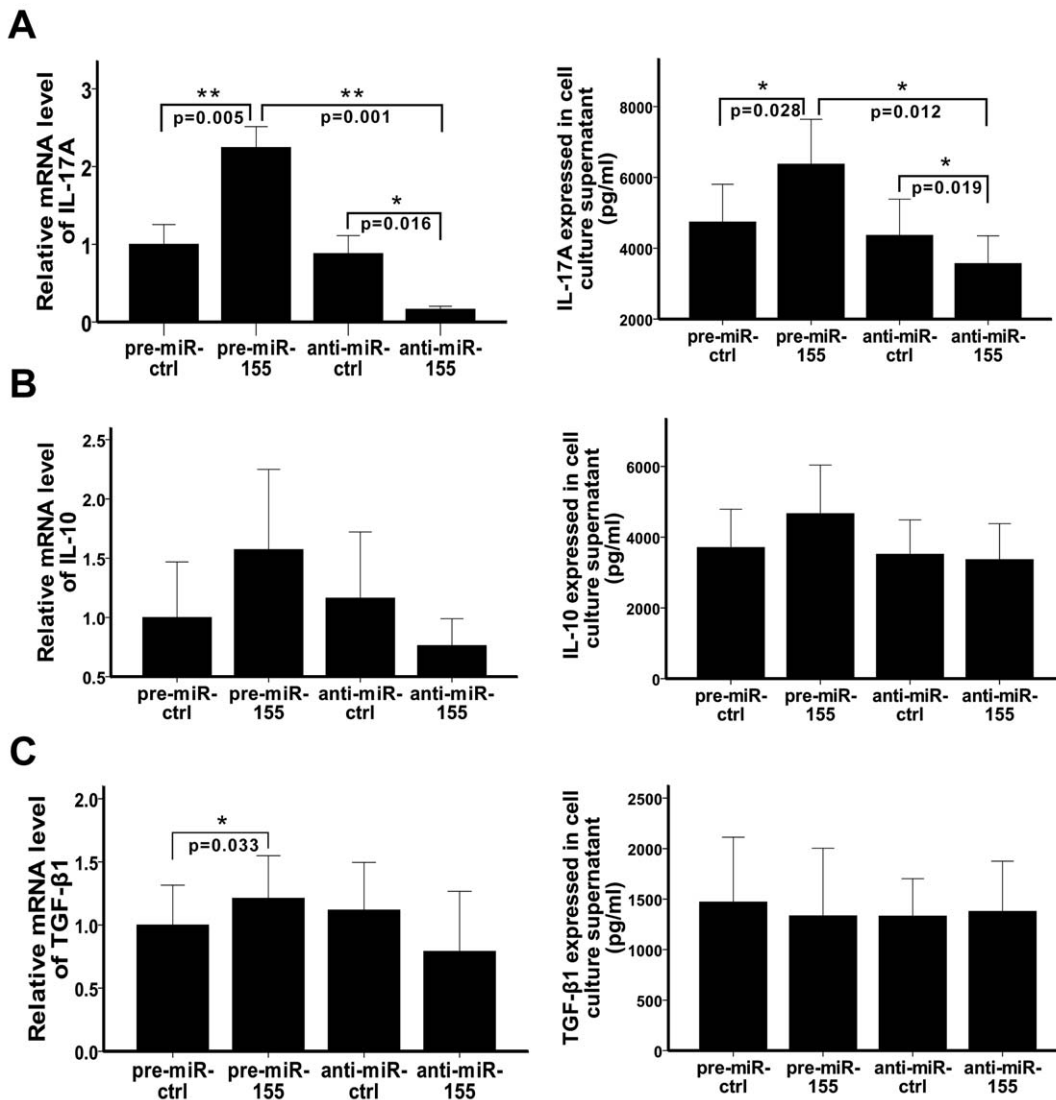 A
Relative mRNA level
of IL-17A
3
2
1
0
**
p=0.005
**
p=0.001
*
p=0.016
pre-miR-
ctrl
pre-miR-
155
anti-miR-
ctrl
anti-miR-
155
IL-17A expressed in cell
culture supernatant
(pg/ml)
8000
6000
4000
2000
*
p=0.028
*
p=0.012
*
p=0.019
pre-miR-
ctrl
pre-miR-
155
anti-miR-
ctrl
anti-miR-
155
B
Relative mRNA level
of IL-10
2.5
2.0
1.5
1.0
0.5
pre-miR-
ctrl
pre-miR-
155
anti-miR-
ctrl
anti-miR-
155
IL-10 expressed in cell
culture supernatant
(pg/ml)
6000
4000
2000
0
pre-miR-
ctrl
pre-miR-
155
anti-miR-
ctrl
anti-miR-
155
C
Relative mRNA level
of TGF-β1
2.0
1.5
1.0
0.5
0.0
*
p=0.033
pre-miR-
ctrl
pre-miR-
155
anti-miR-
ctrl
anti-miR-
155
TGF-β1 expressed in cell
culture supernatant
(pg/ml)
2500
2000
1500
1000
500
0
pre-miR-
ctrl
pre-miR-
155
anti-miR-
ctrl
anti-miR-
155